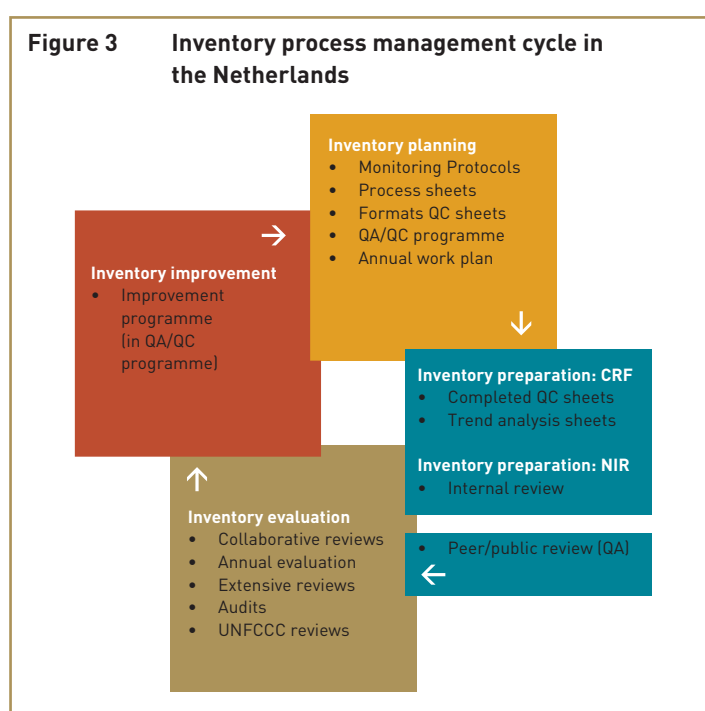 Figure 3 Inventory process management cycle in
the Netherlands
Inventory planning
• Monitoring Protocols
• Process sheets
• Formats QC sheets
• QA/QC programme
• Annual work plan
→
Inventory improvement
• Improvement
programme
(in QA/QC
programme)
↓
Inventory preparation: CRF
• Completed QC sheets
• Trend analysis sheets
Inventory preparation: NIR
• Internal review
• Peer/public review (QA)
←
↑
Inventory evaluation
• Collaborative reviews
• Annual evaluation
• Extensive reviews
• Audits
• UNFCCC reviews